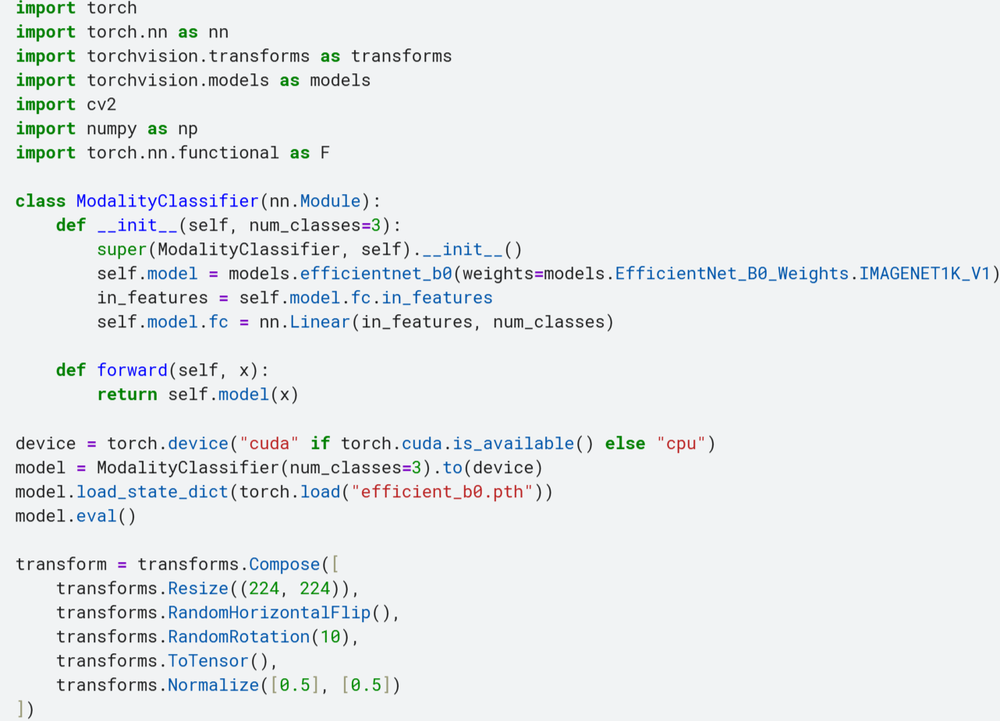 import torch
import torch.nn as nn
import torchvision.transforms as transforms
import torchvision.models as models
import cv2
import numpy as np
import torch.nn.functional as F

class ModalityClassifier(nn.Module):
    def __init__(self, num_classes=3):
        super(ModalityClassifier, self).__init__()
        self.model = models.efficientnet_b0(weights=models.EfficientNet_B0_Weights.IMAGENET1K_V1)
        in_features = self.model.fc.in_features
        self.model.fc = nn.Linear(in_features, num_classes)

    def forward(self, x):
        return self.model(x)

device = torch.device("cuda" if torch.cuda.is_available() else "cpu")
model = ModalityClassifier(num_classes=3).to(device)
model.load_state_dict(torch.load("efficient_b0.pth"))
model.eval()

transform = transforms.Compose([
    transforms.Resize((224, 224)),
    transforms.RandomHorizontalFlip(),
    transforms.RandomRotation(10),
    transforms.ToTensor(),
    transforms.Normalize([0.5], [0.5])
])